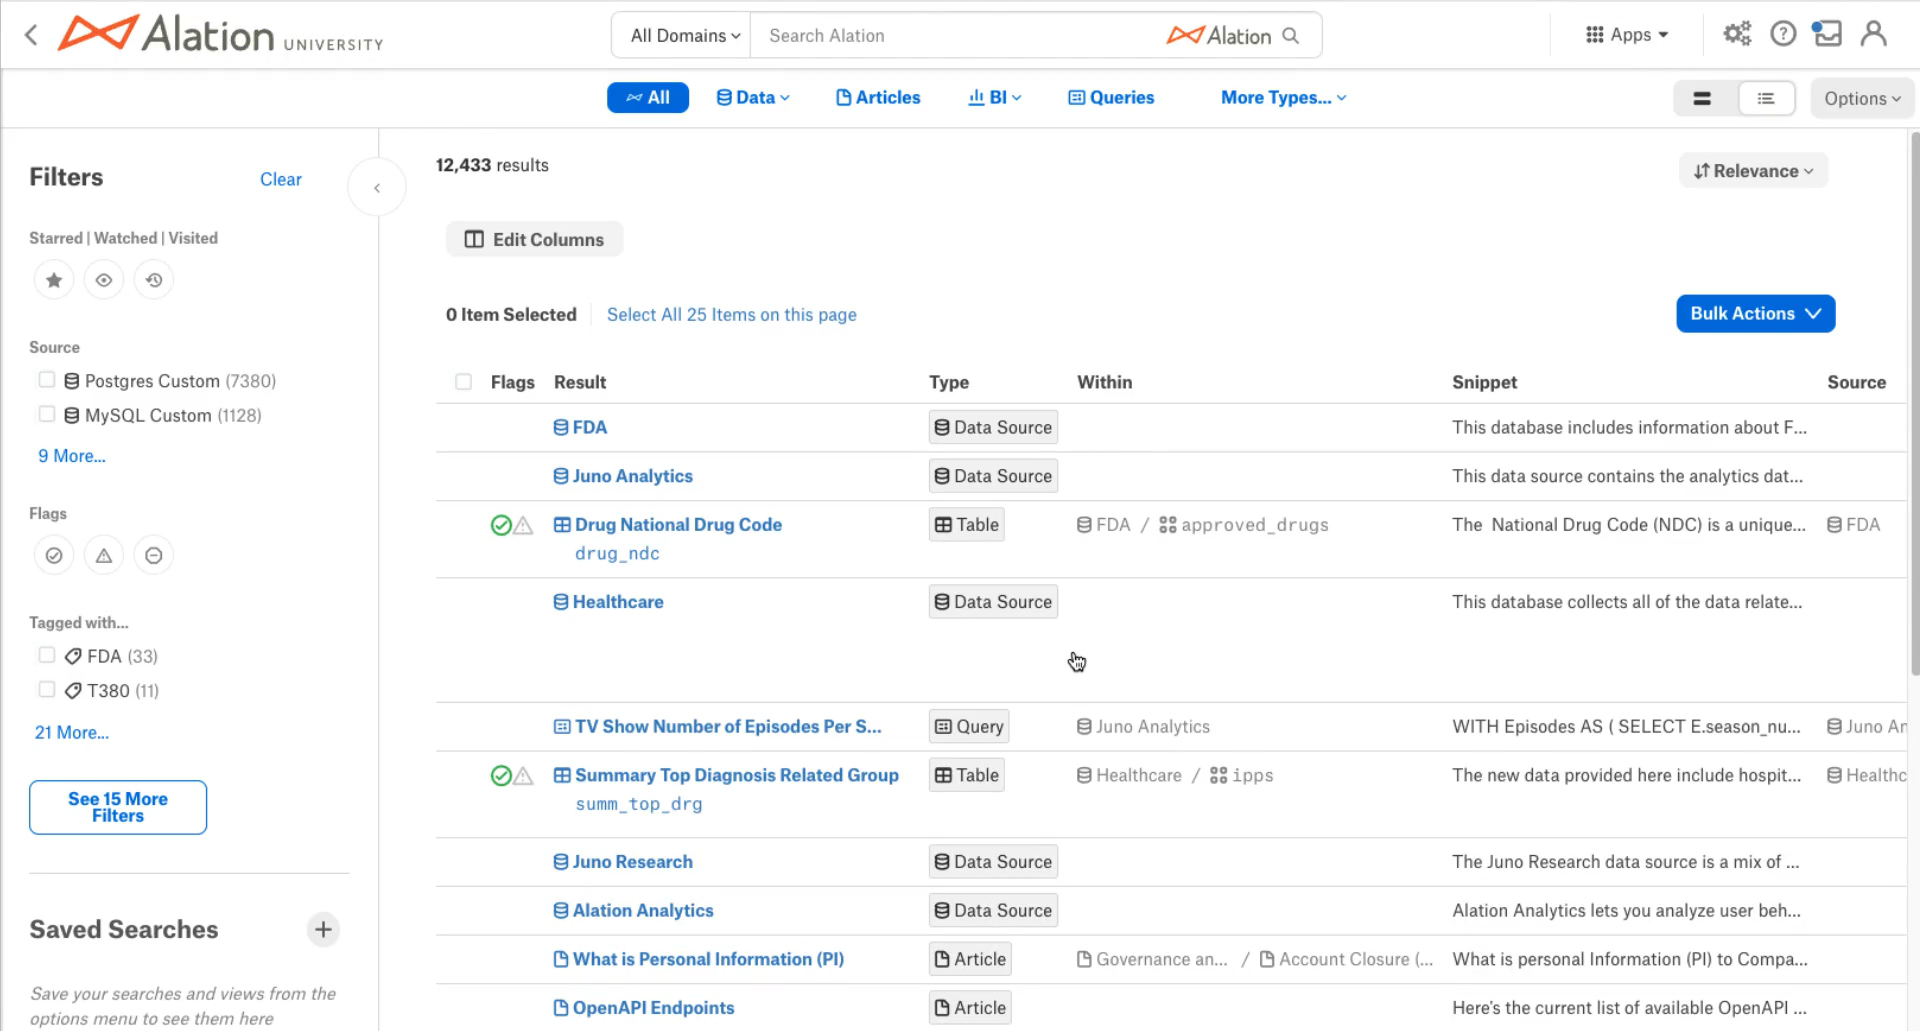 Alation UNIVERSITY
All Domains
Search Alation
Alation
Apps
All
Data
Articles
BI
Queries
More Types...
Options
Filters
Clear
Starred | Watched | Visited
Source
Postgres Custom (7380)
MySQL Custom (1128)
9 More...
Flags
Tagged with...
FDA (33)
T380 (11)
21 More...
See 15 More
Filters
Saved Searches
Save your searches and views from the
options menu to see them here
12,433 results
Relevance
Edit Columns
0 Item Selected
Select All 25 Items on this page
Bulk Actions
Flags Result Type Within Snippet Source
FDA Data Source This database includes information about F...
Juno Analytics Data Source This data source contains the analytics dat...
Drug National Drug Code Table FDA / approved_drugs The National Drug Code (NDC) is a unique... FDA
drug_ndc
Healthcare Data Source This database collects all of the data relate...
TV Show Number of Episodes Per S... Query Juno Analytics WITH Episodes AS ( SELECT E.season_nu... Juno An
Summary Top Diagnosis Related Group Table Healthcare / ipps The new data provided here include hospit... Healthc
summ_top_drg
Juno Research Data Source The Juno Research data source is a mix of ...
Alation Analytics Data Source Alation Analytics lets you analyze user beh...
What is Personal Information (PI) Article Governance an... / Account Closure (... What is personal Information (PI) to Compa...
OpenAPI Endpoints Article Here's the current list of available OpenAPI ...